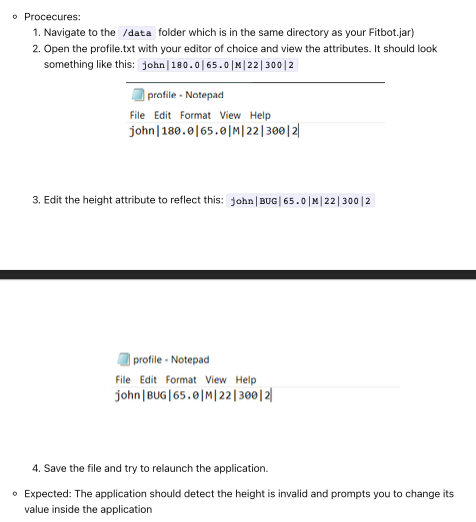 Procecures:
1. Navigate to the /data folder which is in the same directory as your Fitbot.jar)
2. Open the profile.txt with your editor of choice and view the attributes. It should look
something like this: john|180.0|65.0|M|22|300|2
profile - Notepad
File Edit Format View Help
john|180.0|65.0|M|22|300|2
3. Edit the height attribute to reflect this: john|BUG|65.0|M|22|300|2
profile - Notepad
File Edit Format View Help
john|BUG|65.0|M|22|300|2
4. Save the file and try to relaunch the application.
Expected: The application should detect the height is invalid and prompts you to change its
value inside the application